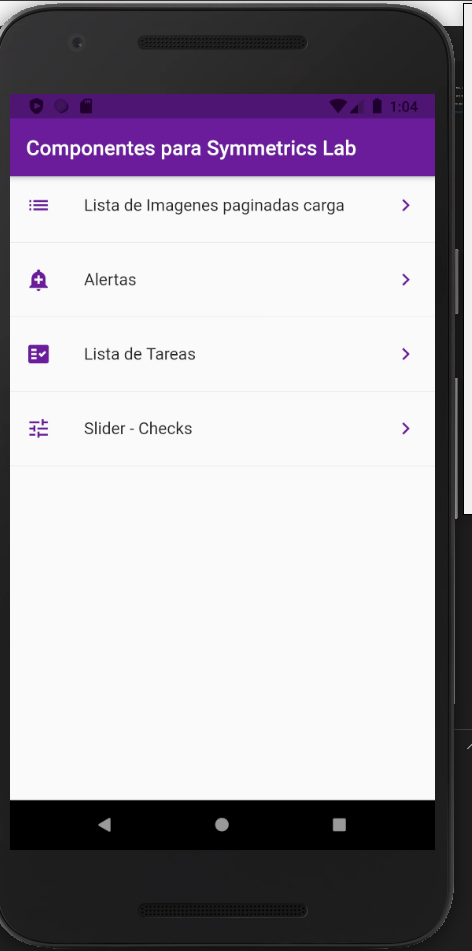 1:04
Componentes para Symmetrics Lab
Lista de Imagenes paginadas carga
Alertas
Lista de Tareas
Slider - Checks